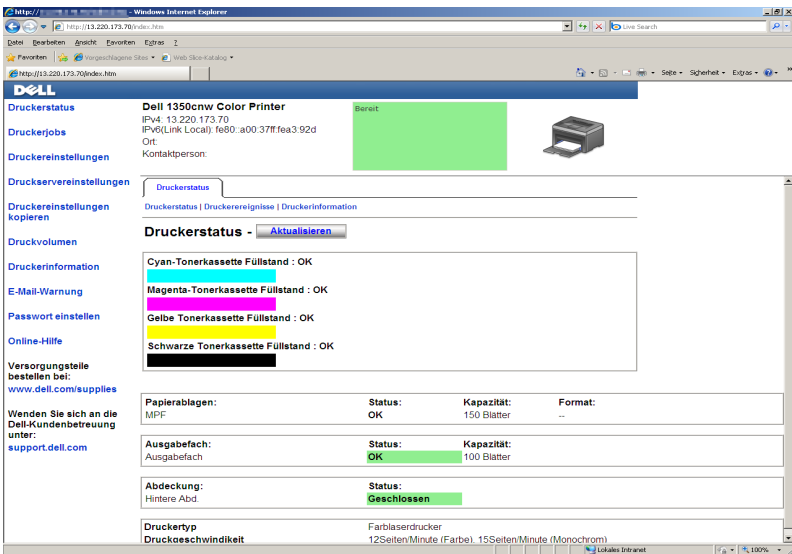 http:// - Windows Internet Explorer
http://13.220.173.70/index.htm
Live Search
Datei Bearbeiten Ansicht Favoriten Extras ?
Favoriten Vorgeschlagene Sites Web Slice-Katalog
http://13.220.173.70/index.htm
Seite Sicherheit Extras
DELL
Druckerstatus
Druckerjobs
Druckereinstellungen
Druckservereinstellungen
Druckereinstellungen
kopieren
Druckvolumen
Druckerinformation
E-Mail-Warnung
Passwort einstellen
Online-Hilfe
Versorgungsteile
bestellen bei:
www.dell.com/supplies
Wenden Sie sich an die
Dell-Kundenbetreuung
unter:
support.dell.com
Dell 1350cnw Color Printer
IPv4: 13.220.173.70
IPv6(Link Local): fe80::a00:37ff:fea3:92d
Ort:
Kontaktperson:
Bereit
Druckerstatus
Druckerstatus | Druckerereignisse | Druckerinformation
Druckerstatus - Aktualisieren
Cyan-Tonerkassette Füllstand : OK
Magenta-Tonerkassette Füllstand : OK
Gelbe Tonerkassette Füllstand : OK
Schwarze Tonerkassette Füllstand : OK
Papierablagen: Status: Kapazität: Format:
MPF OK 150 Blätter --
Ausgabefach: Status: Kapazität:
Ausgabefach OK 100 Blätter
Abdeckung: Status:
Hintere Abd. Geschlossen
Druckertyp Farblaserdrucker
Druckgeschwindikeit 12Seiten/Minute (Farbe), 15Seiten/Minute (Monochrom)
Lokales Intranet 100%